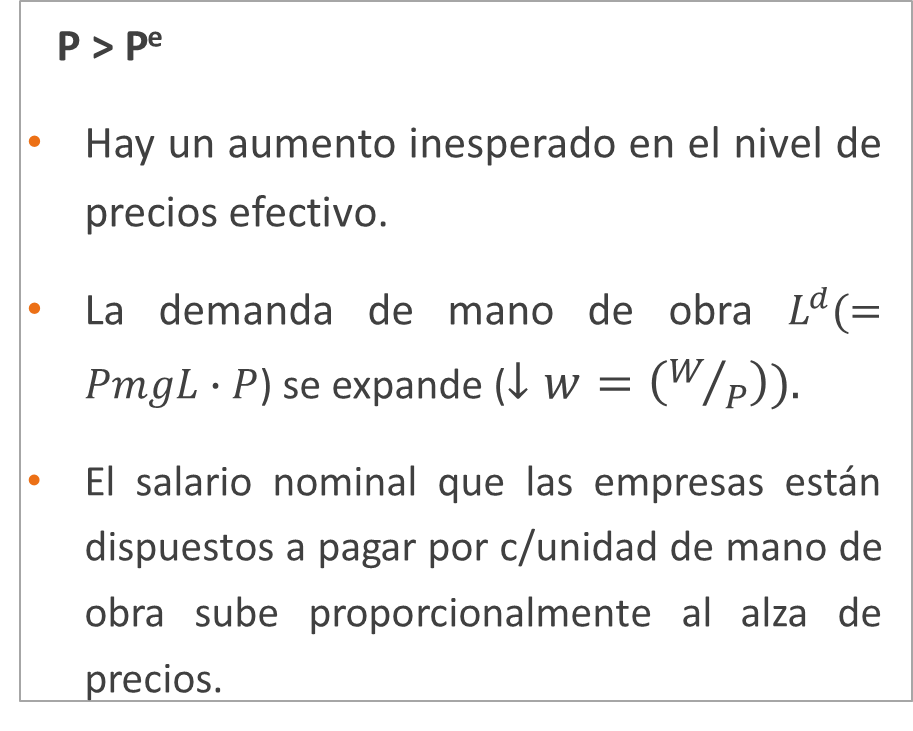 P > Pᵉ
• Hay un aumento inesperado en el nivel de
precios efectivo.
• La demanda de mano de obra 𝐿ᵈ(=
𝑃𝑚𝑔𝐿 · 𝑃) se expande (↓ 𝑤 = (𝑊/𝑃)).
• El salario nominal que las empresas están
dispuestos a pagar por c/unidad de mano de
obra sube proporcionalmente al alza de
precios.